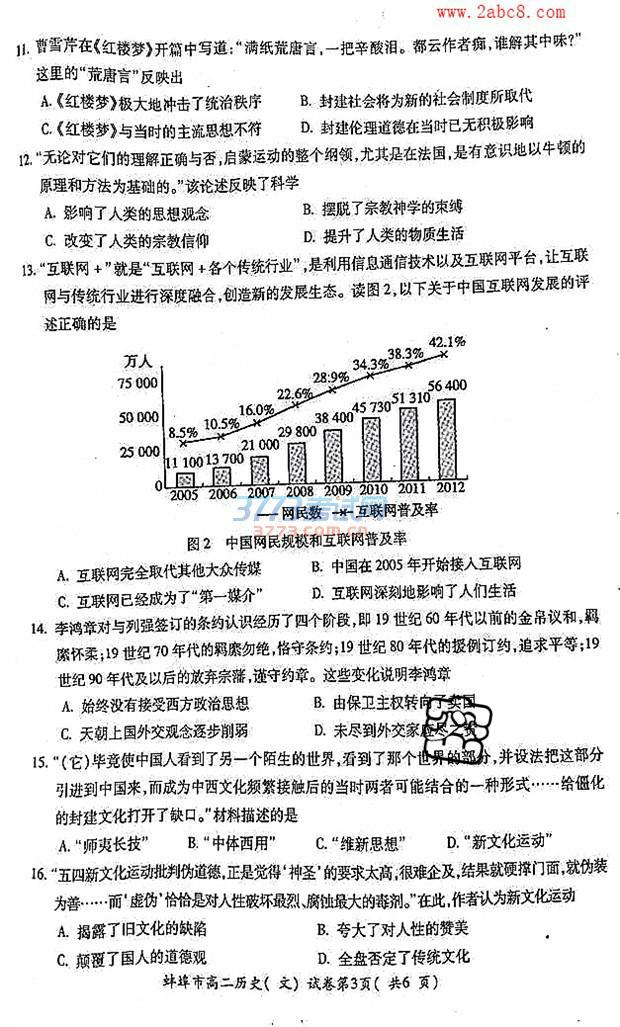 www.2abc8.com
11. 曹雪芹在《红楼梦》开篇中写道:“满纸荒唐言,一把辛酸泪。都云作者痴,谁解其中味?”
这里的“荒唐言”反映出
A.《红楼梦》极大地冲击了统治秩序 B. 封建社会将为新的社会制度所取代
C.《红楼梦》与当时的主流思想不符 D. 封建伦理道德在当时已无积极影响
12. “无论对它们的理解正确与否,启蒙运动的整个纲领,尤其是在法国,是有意识地以牛顿的
原理和方法为基础的。”该论述反映了科学
A. 影响了人类的思想观念 B. 摆脱了宗教神学的束缚
C. 改变了人类的宗教信仰 D. 提升了人类的物质生活
13. “互联网+”就是“互联网+各个传统行业”,是利用信息通信技术以及互联网平台,让互联
网与传统行业进行深度融合,创造新的发展生态。读图2,以下关于中国互联网发展的评
述正确的是
万人
75 000
50 000
25 000
0
8.5% 10.5% 16.0% 22.6% 28.9% 34.3% 38.3% 42.1%
11 100 13 700 21 000 29 800 38 400 45 730 51 310 56 400
2005 2006 2007 2008 2009 2010 2011 2012
网民数 互联网普及率
3773考试网
3773.com.cn
图2 中国网民规模和互联网普及率
A. 互联网完全取代其他大众传媒 B. 中国在2005年开始接入互联网
C. 互联网已经成为了“第一媒介” D. 互联网深刻地影响了人们生活
14. 李鸿章对与列强签订的条约认识经历了四个阶段,即19世纪60年代以前的金帛议和,羁
縻怀柔;19世纪70年代的羁縻勿绝,恪守条约;19世纪80年代的援例订约,追求平等;19
世纪90年代及以后的放弃宗藩,谨守约章。这些变化说明李鸿章
A. 始终没有接受西方政治思想 B. 由保卫主权转向了卖国
C. 天朝上国外交观念逐步削弱 D. 未尽到外交家应尽之责
15. “(它)毕竟使中国人看到了另一个陌生的世界,看到了那个世界的部分,并设法把这部分
引进到中国来,而成为中西文化频繁接触后的当时两者可能结合的一种形式……给僵化
的封建文化打开了缺口。”材料描述的是
A.“师夷长技” B.“中体西用” C.“维新思想” D.“新文化运动”
16. “五四新文化运动批判伪道德,正是觉得‘神圣’的要求太高,很难企及,结果就硬撑门面,就伪装
为善……而‘虚伪’恰恰是对人性破坏最烈、腐蚀最大的毒剂。”在此,作者认为新文化运动
A. 揭露了旧文化的缺陷 B. 夸大了对人性的赞美
C. 颠覆了国人的道德观 D. 全盘否定了传统文化
蚌埠市高二历史(文)试卷第3页(共6页)